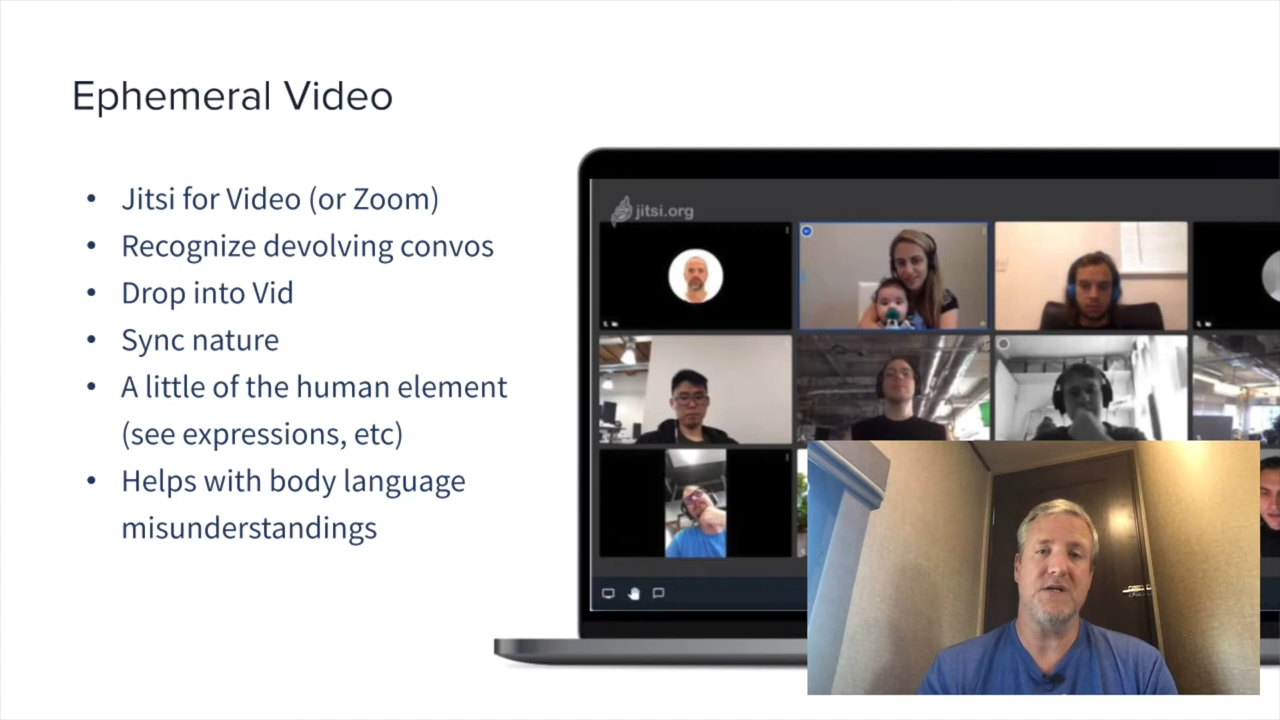 Ephemeral Video
• Jitsi for Video (or Zoom)
• Recognize devolving convos
• Drop into Vid
• Sync nature
• A little of the human element
(see expressions, etc)
• Helps with body language
misunderstandings
jitsi.org